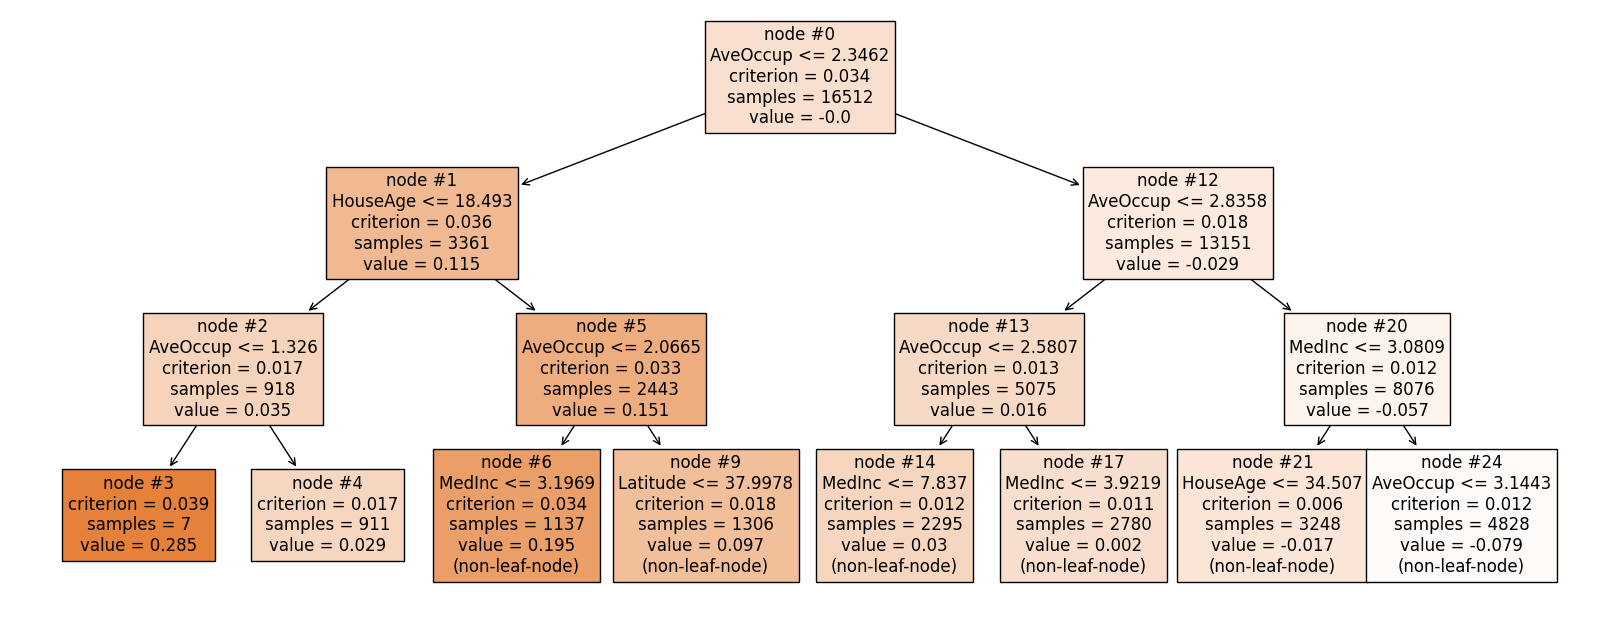 node #0
AveOccup <= 2.3462
criterion = 0.034
samples = 16512
value = -0.0
node #1
HouseAge <= 18.493
criterion = 0.036
samples = 3361
value = 0.115
node #12
AveOccup <= 2.8358
criterion = 0.018
samples = 13151
value = -0.029
node #2
AveOccup <= 1.326
criterion = 0.017
samples = 918
value = 0.035
node #5
AveOccup <= 2.0665
criterion = 0.033
samples = 2443
value = 0.151
node #13
AveOccup <= 2.5807
criterion = 0.013
samples = 5075
value = 0.016
node #20
MedInc <= 3.0809
criterion = 0.012
samples = 8076
value = -0.057
node #3
criterion = 0.039
samples = 7
value = 0.285
node #4
criterion = 0.017
samples = 911
value = 0.029
node #6
MedInc <= 3.1969
criterion = 0.034
samples = 1137
value = 0.195
(non-leaf-node)
node #9
Latitude <= 37.9978
criterion = 0.018
samples = 1306
value = 0.097
(non-leaf-node)
node #14
MedInc <= 7.837
criterion = 0.012
samples = 2295
value = 0.03
(non-leaf-node)
node #17
MedInc <= 3.9219
criterion = 0.011
samples = 2780
value = 0.002
(non-leaf-node)
node #21
HouseAge <= 34.507
criterion = 0.006
samples = 3248
value = -0.017
(non-leaf-node)
node #24
AveOccup <= 3.1443
criterion = 0.012
samples = 4828
value = -0.079
(non-leaf-node)